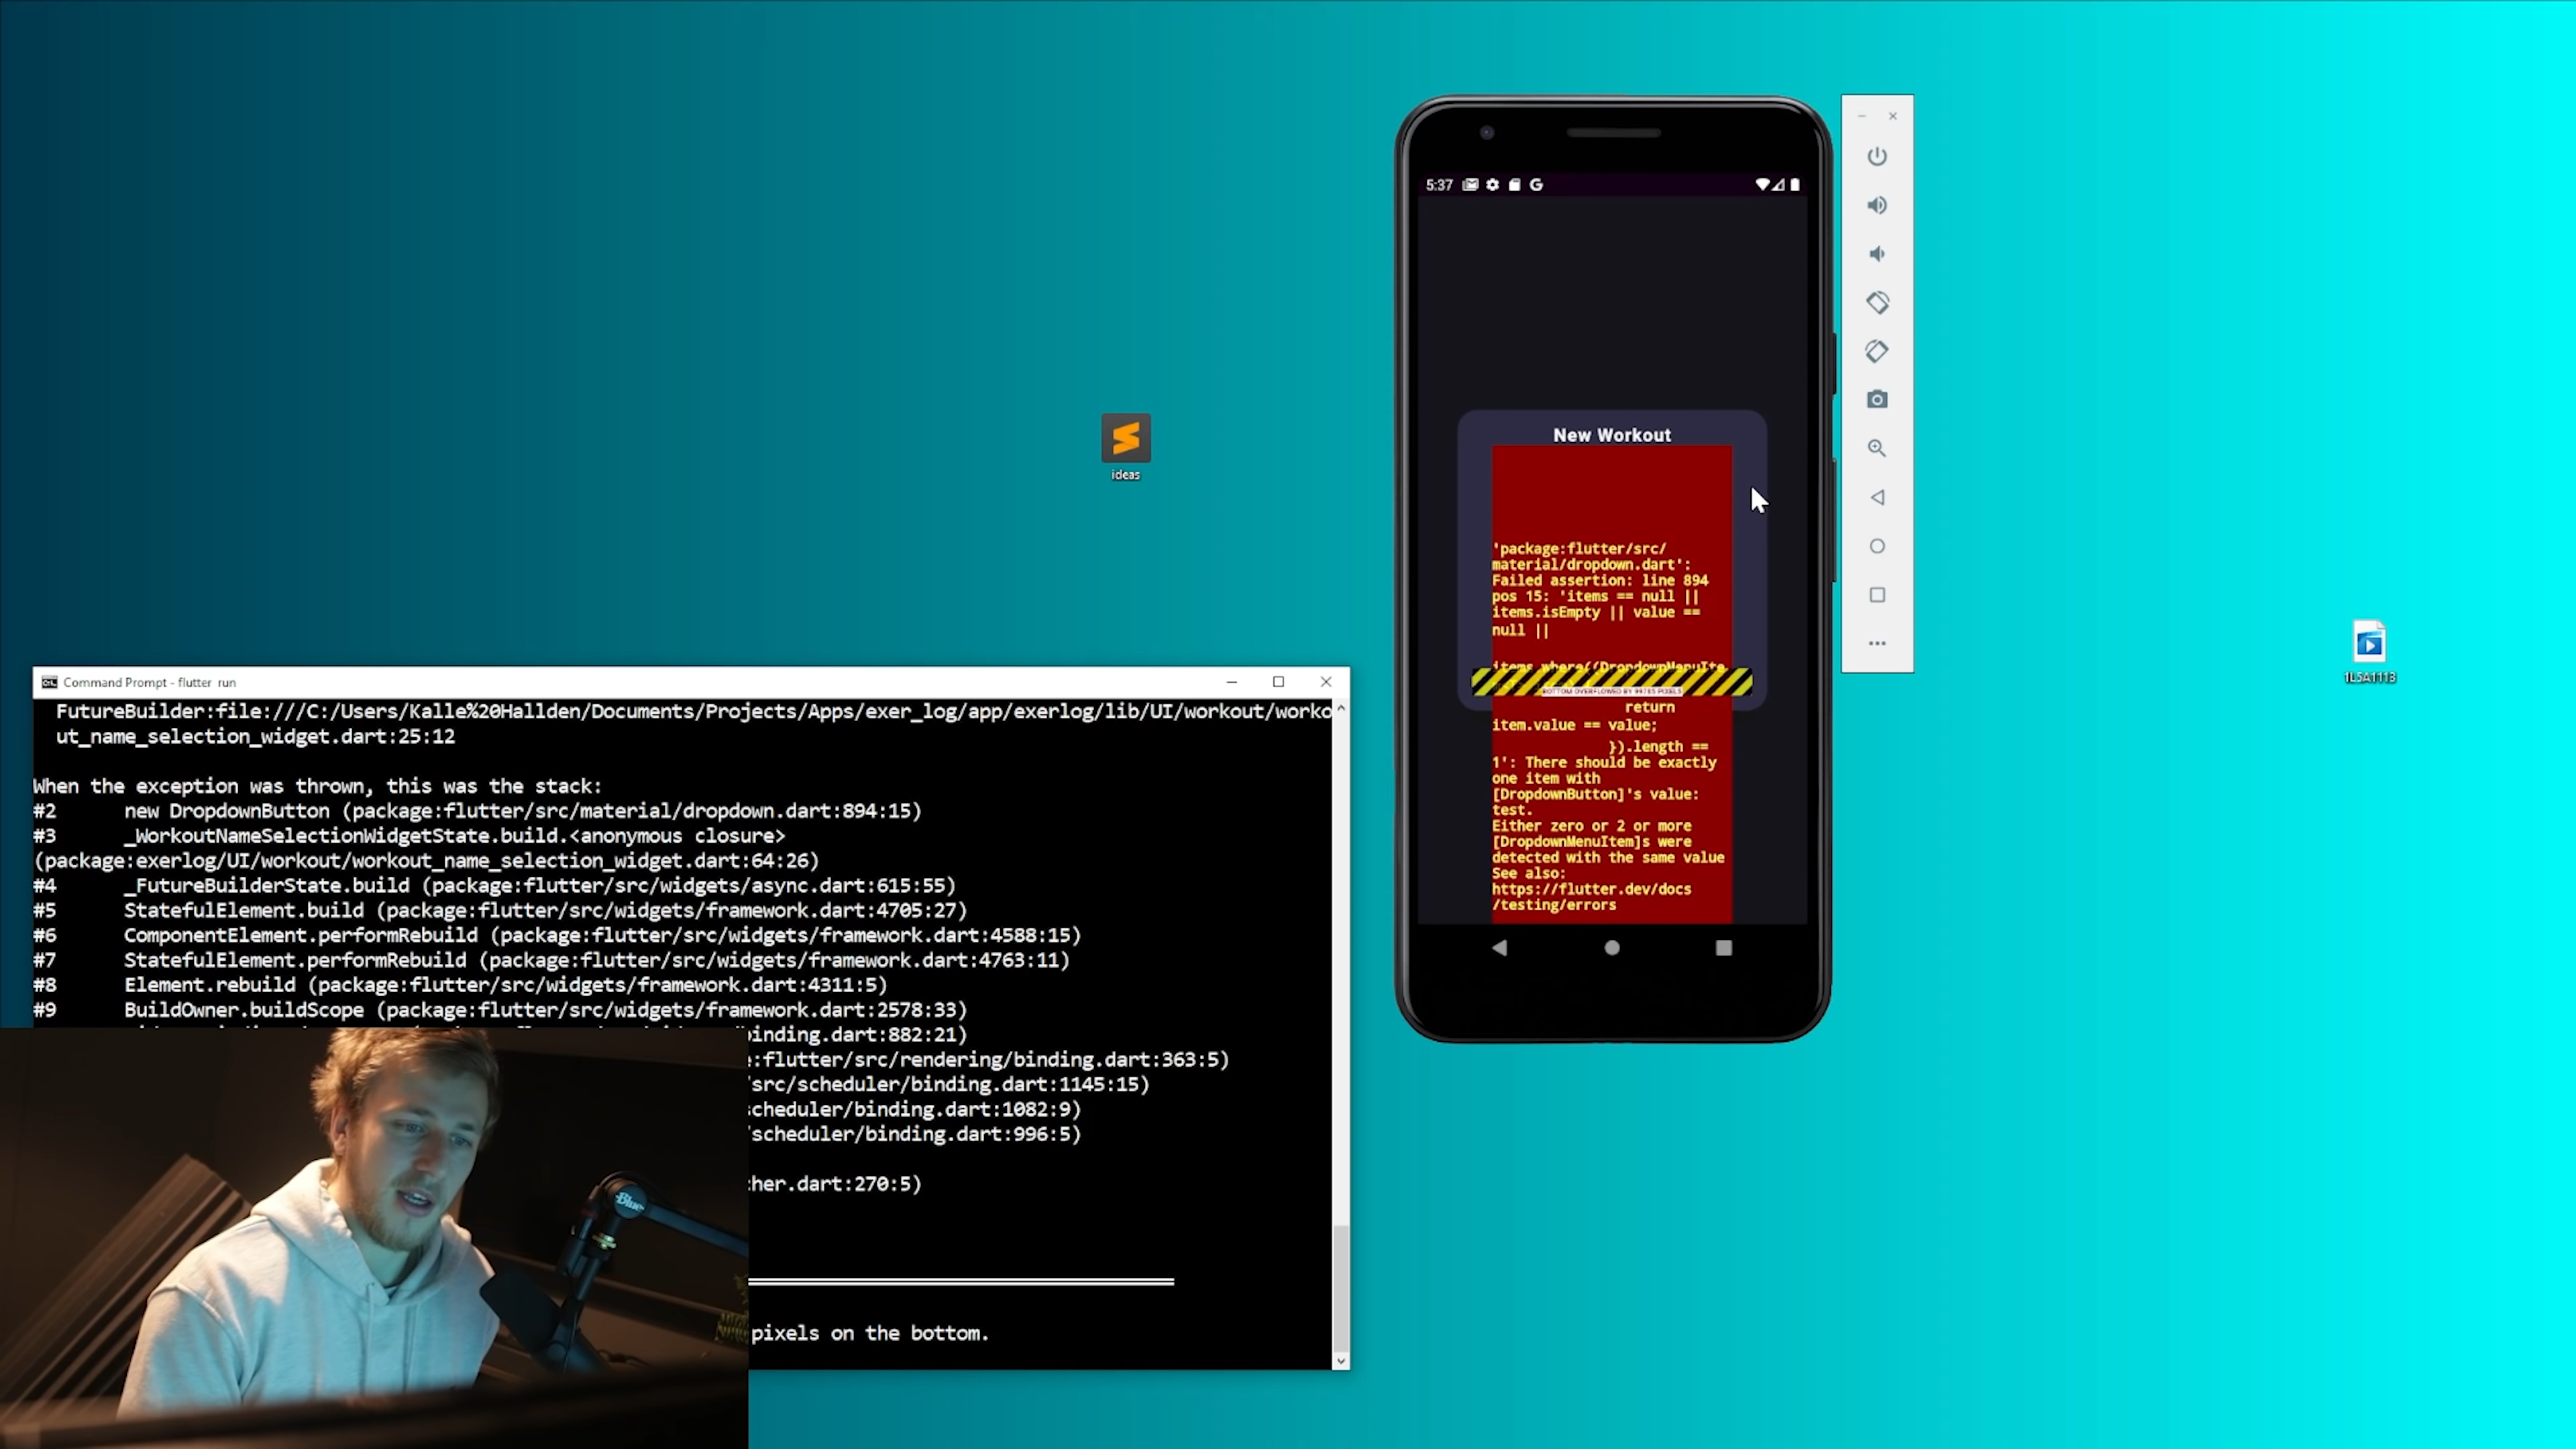 5:37
G
New Workout
'package:flutter/src/
material/dropdown.dart':
Failed assertion: line 894
pos 15: 'items == null ||
items.isEmpty || value ==
null ||
items.where((DropdownMenuIte
BOTTOM OVERFLOWED BY PIXELS
return
item.value == value;
}).length ==
1': There should be exactly
one item with
[DropdownButton]'s value:
test.
Either zero or 2 or more
[DropdownMenuItem]s were
detected with the same value
See also:
https://flutter.dev/docs
/testing/errors
ideas
1L5A1113
Command Prompt - flutter run
FutureBuilder:file:///C:/Users/Kalle%20Hallden/Documents/Projects/Apps/exer_log/app/exerlog/lib/UI/workout/worko
ut_name_selection_widget.dart:25:12
When the exception was thrown, this was the stack:
#2 new DropdownButton (package:flutter/src/material/dropdown.dart:894:15)
#3 _WorkoutNameSelectionWidgetState.build.<anonymous closure>
(package:exerlog/UI/workout/workout_name_selection_widget.dart:64:26)
#4 _FutureBuilderState.build (package:flutter/src/widgets/async.dart:615:55)
#5 StatefulElement.build (package:flutter/src/widgets/framework.dart:4705:27)
#6 ComponentElement.performRebuild (package:flutter/src/widgets/framework.dart:4588:15)
#7 StatefulElement.performRebuild (package:flutter/src/widgets/framework.dart:4763:11)
#8 Element.rebuild (package:flutter/src/widgets/framework.dart:4311:5)
#9 BuildOwner.buildScope (package:flutter/src/widgets/framework.dart:2578:33)
inding.dart:882:21)
:flutter/src/rendering/binding.dart:363:5)
src/scheduler/binding.dart:1145:15)
scheduler/binding.dart:1082:9)
scheduler/binding.dart:996:5)
her.dart:270:5)
pixels on the bottom.
Blue